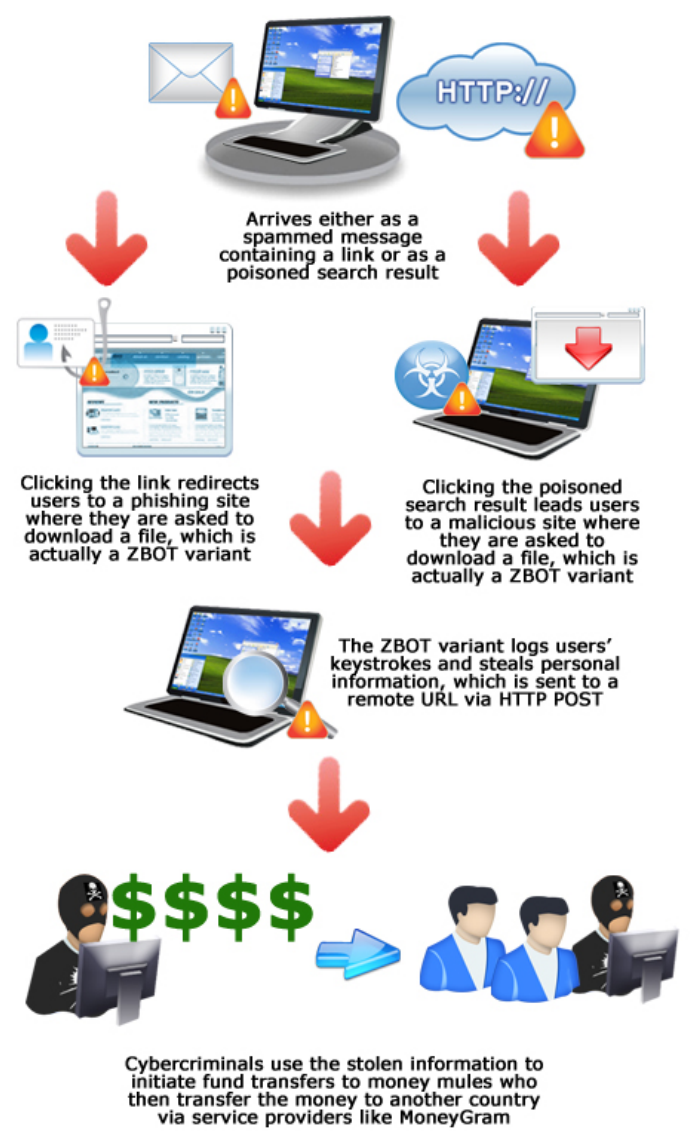 HTTP://
Arrives either as a
spammed message
containing a link or as a
poisoned search result
Clicking the link redirects
users to a phishing site
where they are asked to
download a file, which is
actually a ZBOT variant
Clicking the poisoned
search result leads users
to a malicious site where
they are asked to
download a file, which is
actually a ZBOT variant
The ZBOT variant logs users’
keystrokes and steals personal
information, which is sent to a
remote URL via HTTP POST
$$$$
Cybercriminals use the stolen information to
initiate fund transfers to money mules who
then transfer the money to another country
via service providers like MoneyGram